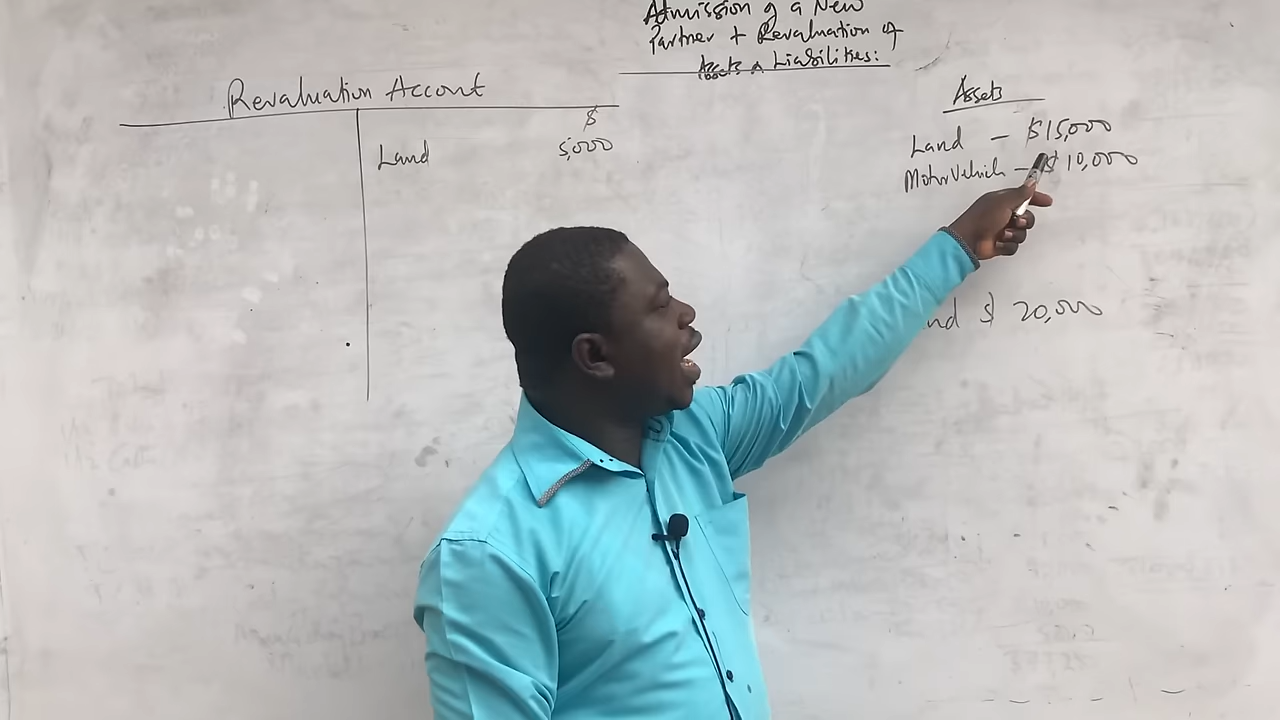 Admission of a New
Partner + Revaluation of
Assets & Liabilities:
Revaluation Account
$
Land 5,000
Assets
Land - $15,000
Motor Vehicle - $ 10,000
$ 20,000